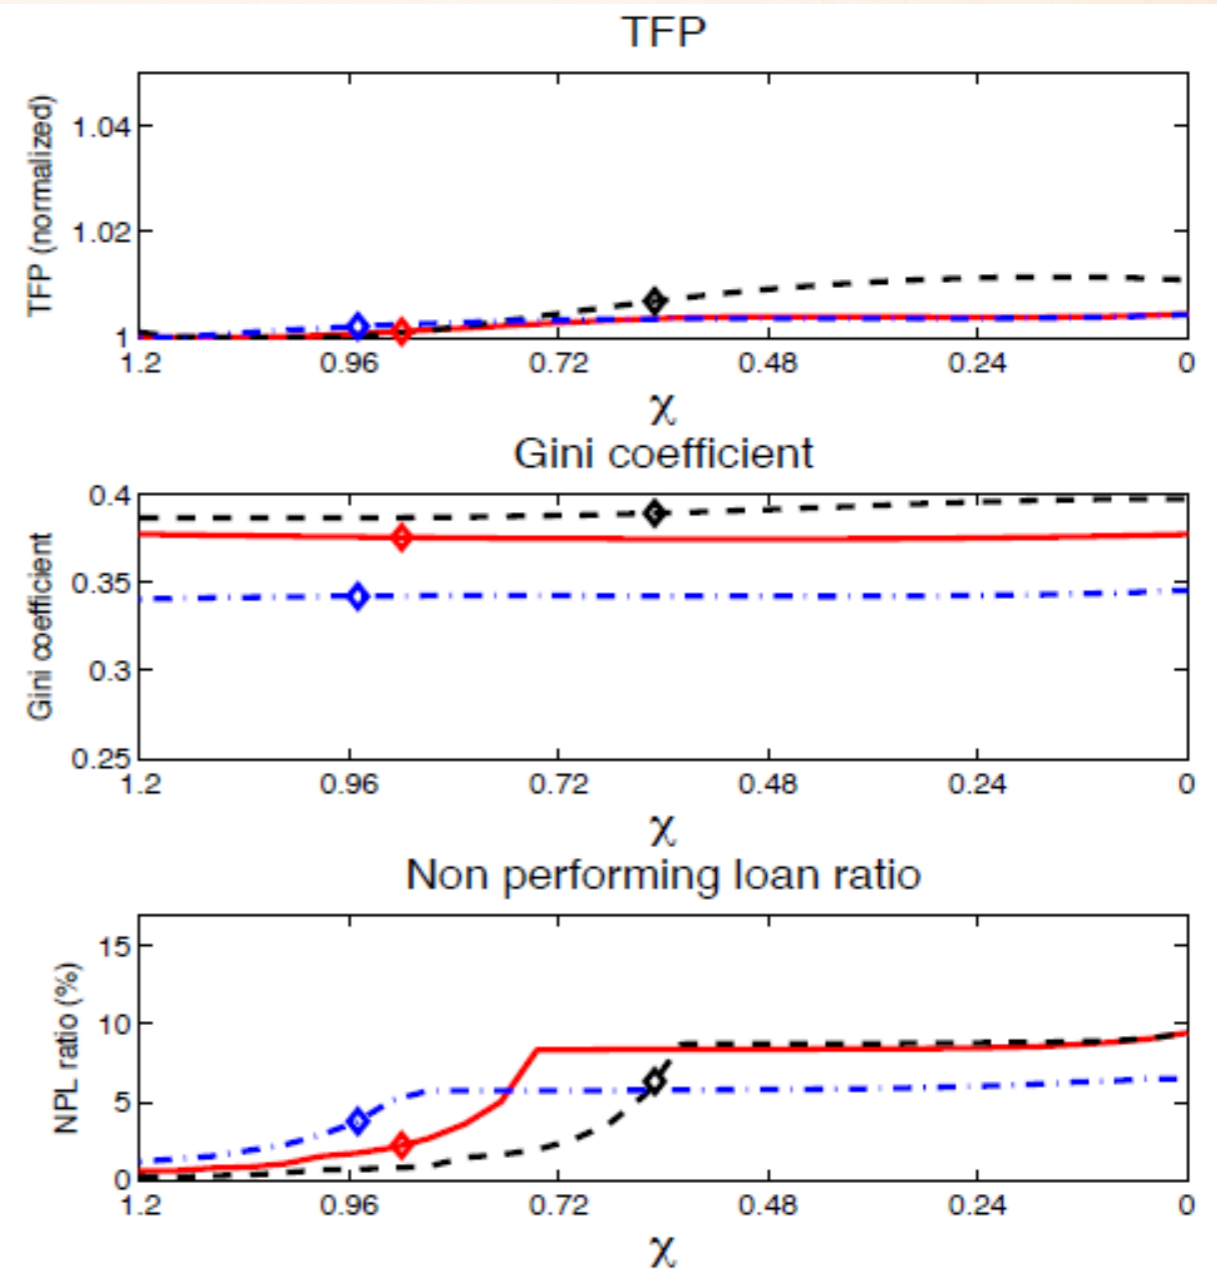 TFP
TFP (normalized)
1.04
1.02
1
1.2 0.96 0.72 0.48 0.24 0
χ
Gini coefficient
Gini coefficient
0.4
0.35
0.3
0.25
1.2 0.96 0.72 0.48 0.24 0
χ
Non performing loan ratio
NPL ratio (%)
15
10
5
0
1.2 0.96 0.72 0.48 0.24 0
χ